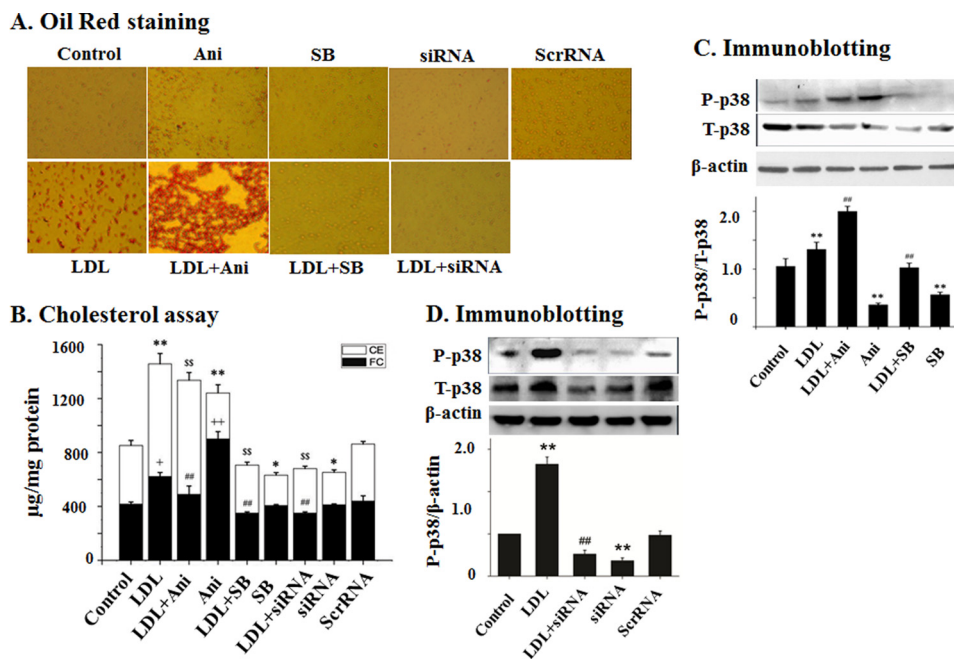 A. Oil Red staining
Control Ani SB siRNA ScrRNA
LDL LDL+Ani LDL+SB LDL+siRNA
B. Cholesterol assay
CE
FC
µg/mg protein
1600
1200
800
400
0
** $$ ** $$ * $$ * 
+ ## ++ ## ##
Control LDL LDL+Ani Ani LDL+SB SB LDL+siRNA siRNA ScrRNA
C. Immunoblotting
P-p38
T-p38
β-actin
P-p38/T-p38
2.0
1.0
0
** ## ** ## **
Control LDL LDL+Ani Ani LDL+SB SB
D. Immunoblotting
P-p38
T-p38
β-actin
P-p38/β-actin
2.0
1.0
0
** ## **
Control LDL LDL+siRNA siRNA ScrRNA